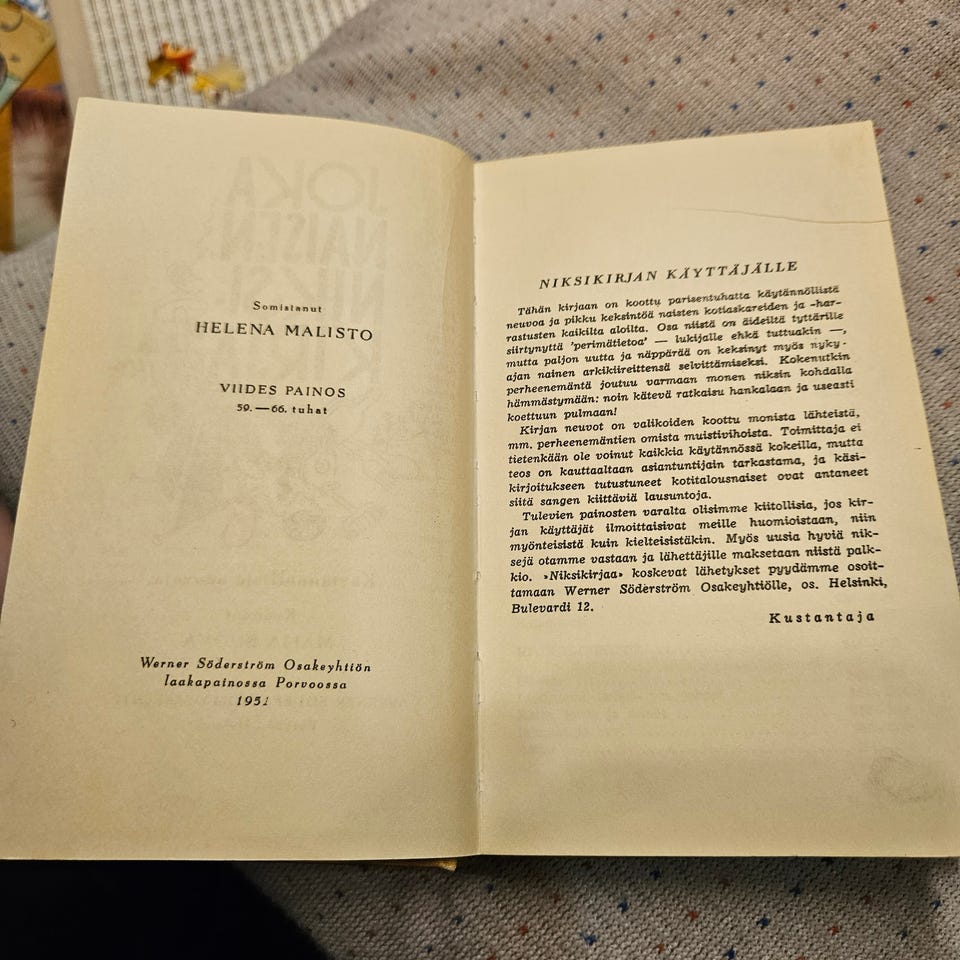 Somistanut
HELENA MALISTO
VIIDES PAINOS
59.—66. tuhat
Werner Söderström Osakeyhtiön
laakapainossa Porvoossa
1951
NIKSIKIRJAN KÄYTTÄJÄLLE
Tähän kirjaan on koottu parisentuhatta käytännöllistä
neuvoa ja pikku keksintöä naisten kotiaskareiden ja -har-
rastusten kaikilta aloilta. Osa niistä on äideiltä tyttärille
siirtynyttä 'perimätietoa' — lukijalle ehkä tuttuakin —,
mutta paljon uutta ja näppärää on keksinyt myös nyky-
ajan nainen arkikiireittensä selvittämiseksi. Kokenutkin
perheenemäntä joutuu varmaan monen niksin kohdalla
hämmästymään: noin kätevä ratkaisu hankalaan ja useasti
koettuun pulmaan!
Kirjan neuvot on valikoiden koottu monista lähteistä,
mm. perheenemäntien omista muistivihoista. Toimittaja ei
tietenkään ole voinut kaikkia käytännössä kokeilla, mutta
teos on kauttaaltaan asiantuntijain tarkastama, ja käsi-
kirjoitukseen tutustuneet kotitalousnaiset ovat antaneet
siitä sangen kiittäviä lausuntoja.
Tulevien painosten varalta olisimme kiitollisia, jos kir-
jan käyttäjät ilmoittaisivat meille huomioistaan, niin
myönteisistä kuin kielteisistäkin. Myös uusia hyviä nik-
sejä otamme vastaan ja lähettäjille maksetaan niistä palk-
kio. »Niksikirjaa» koskevat lähetykset pyydämme osoit-
tamaan Werner Söderström Osakeyhtiölle, os. Helsinki,
Bulevardi 12.
Kustantaja